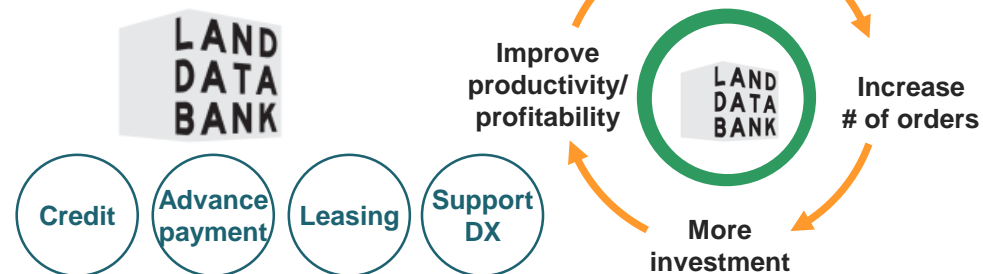 LAND
DATA
BANK
Credit
Advance
payment
Leasing
Support
DX
Improve
productivity/
profitability
LAND
DATA
BANK
Increase
# of orders
More
investment